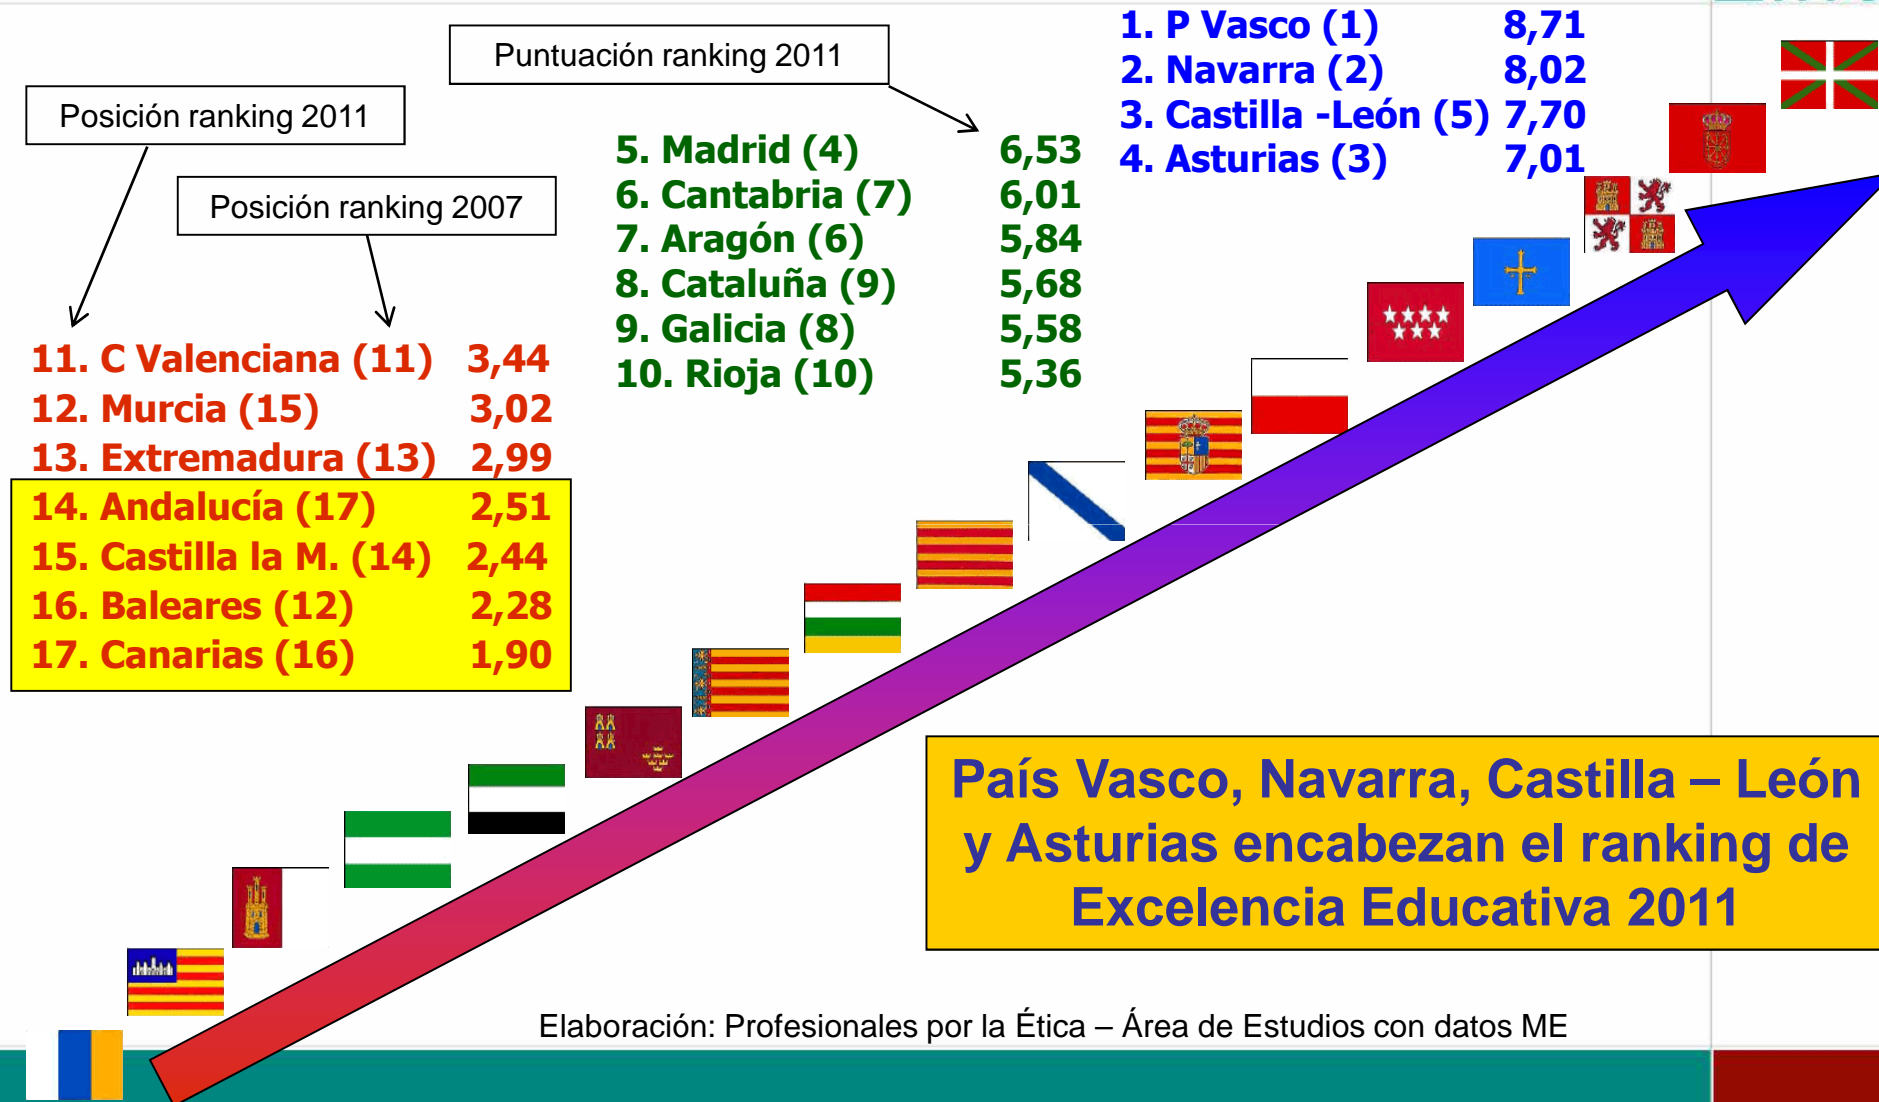 Posición ranking 2011
Posición ranking 2007
Puntuación ranking 2011
1. P Vasco (1) 8,71
2. Navarra (2) 8,02
3. Castilla -León (5) 7,70
4. Asturias (3) 7,01
5. Madrid (4) 6,53
6. Cantabria (7) 6,01
7. Aragón (6) 5,84
8. Cataluña (9) 5,68
9. Galicia (8) 5,58
10. Rioja (10) 5,36
11. C Valenciana (11) 3,44
12. Murcia (15) 3,02
13. Extremadura (13) 2,99
14. Andalucía (17) 2,51
15. Castilla la M. (14) 2,44
16. Baleares (12) 2,28
17. Canarias (16) 1,90
País Vasco, Navarra, Castilla – León
y Asturias encabezan el ranking de
Excelencia Educativa 2011
Elaboración: Profesionales por la Ética – Área de Estudios con datos ME